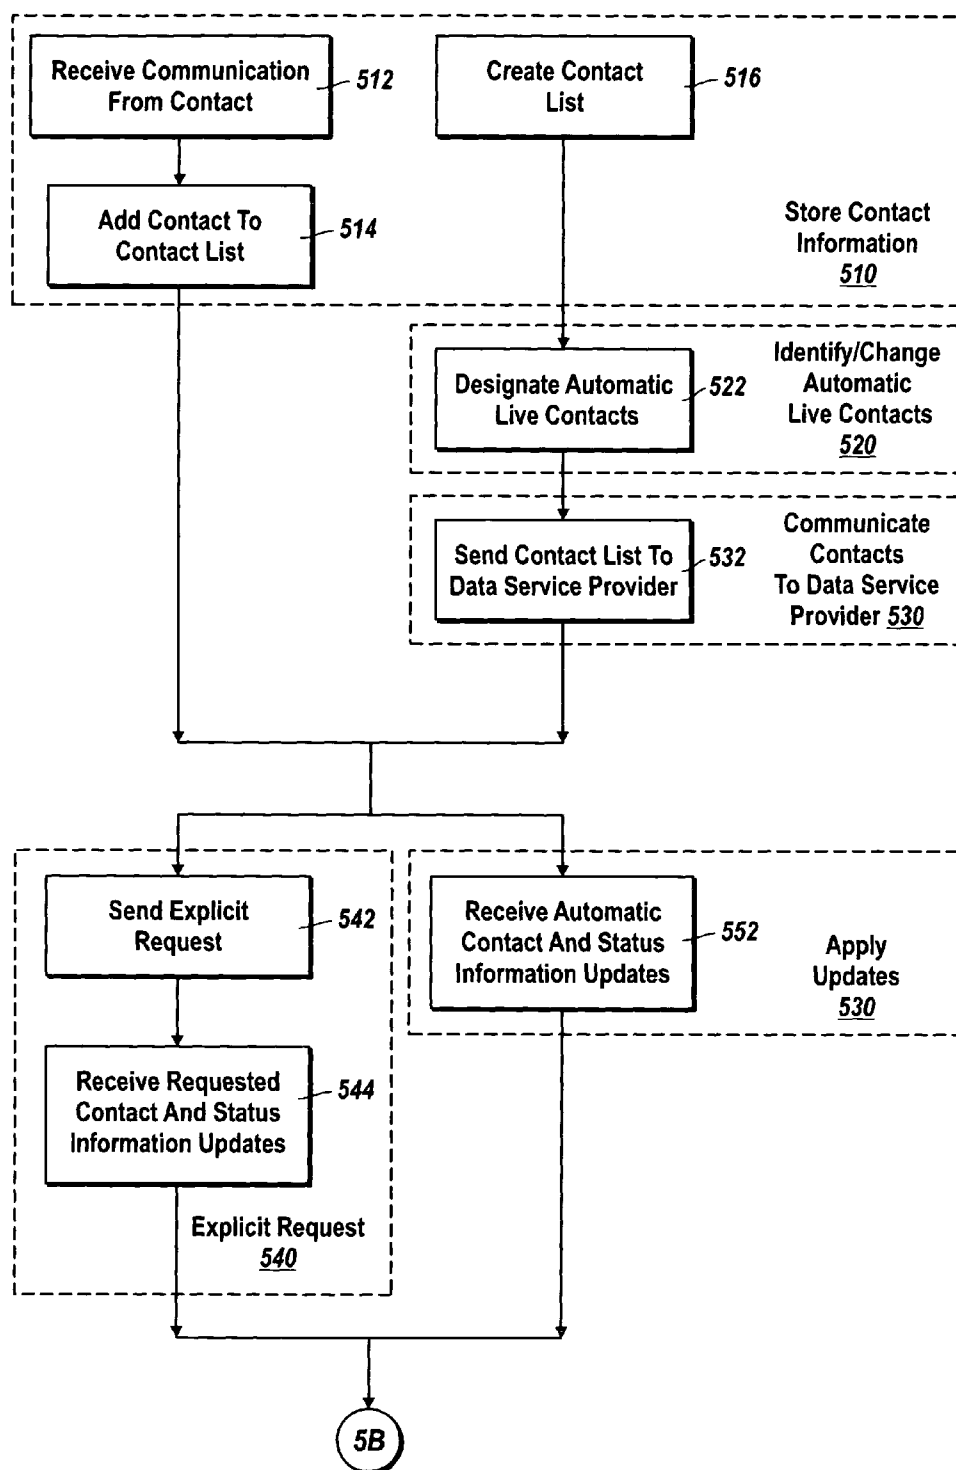 Receive Communication
From Contact
512
Create Contact
List
516
Add Contact To
Contact List
514
Store Contact
Information
510
Designate Automatic
Live Contacts
522
Identify/Change
Automatic
Live Contacts
520
Send Contact List To
Data Service Provider
532
Communicate
Contacts
To Data Service
Provider 530
Send Explicit
Request
542
Receive Automatic
Contact And Status
Information Updates
552
Apply
Updates
530
Receive Requested
Contact And Status
Information Updates
544
Explicit Request
540
5B